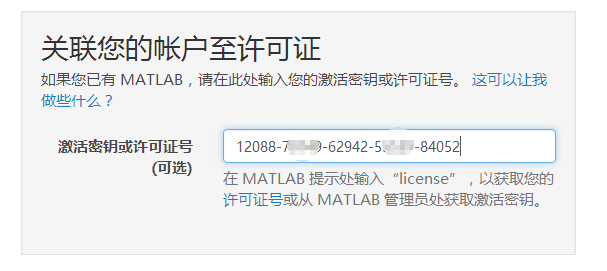 关联您的帐户至许可证
如果您已有 MATLAB，请在此处输入您的激活密钥或许可证号。 这可以让我
做些什么？
激活密钥或许可证号
(可选)
12088-7 9-62942-5 -84052
在 MATLAB 提示处输入“license”，以获取您的
许可证号或从 MATLAB 管理员处获取激活密钥。